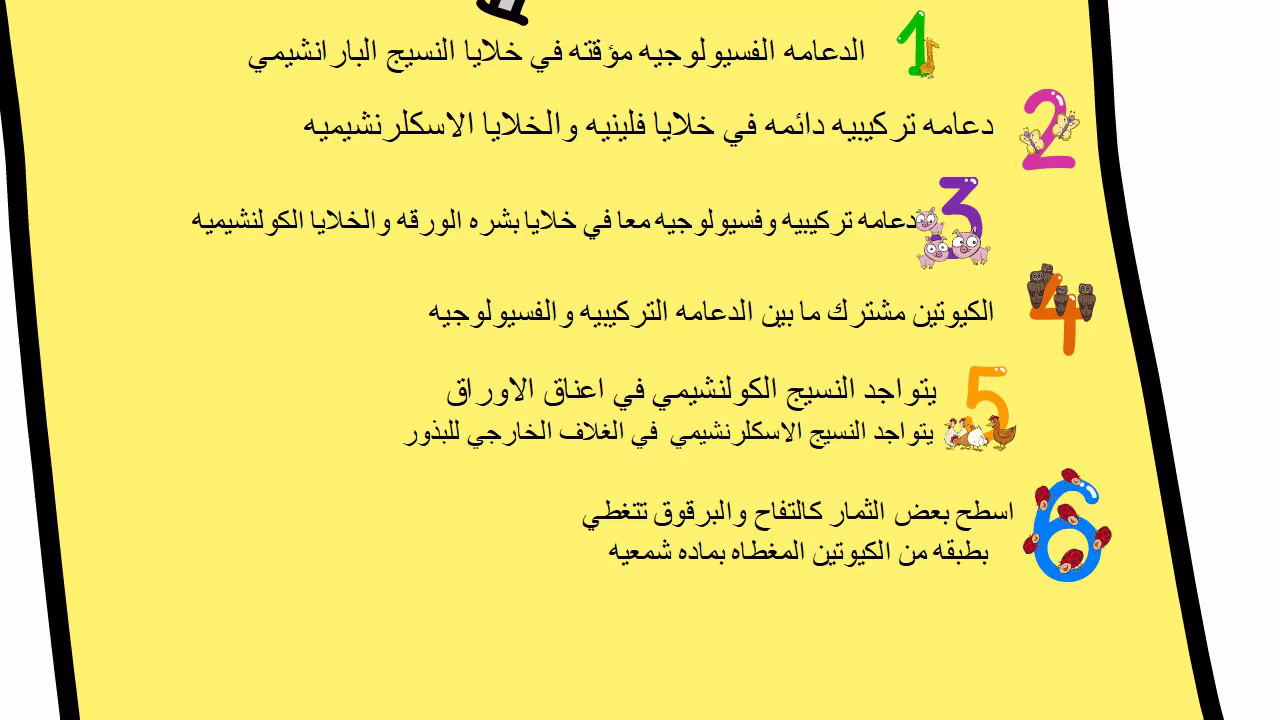 1 الدعامه الفسيولوجيه مؤقته في خلايا النسيج البارانشيمي
2 دعامه تركيبيه دائمه في خلايا فلينيه والخلايا الاسكلرنشيميه
3 دعامه تركيبيه وفسيولوجيه معا في خلايا بشره الورقه والخلايا الكولنشيميه
4 الكيوتين مشترك ما بين الدعامه التركيبيه والفسيولوجيه
5 يتواجد النسيج الكولنشيمي في اعناق الاوراق
يتواجد النسيج الاسكلرنشيمي في الغلاف الخارجي للبذور
6 اسطح بعض الثمار كالتفاح والبرقوق تتغطي
بطبقه من الكيوتين المغطاه بماده شمعيه